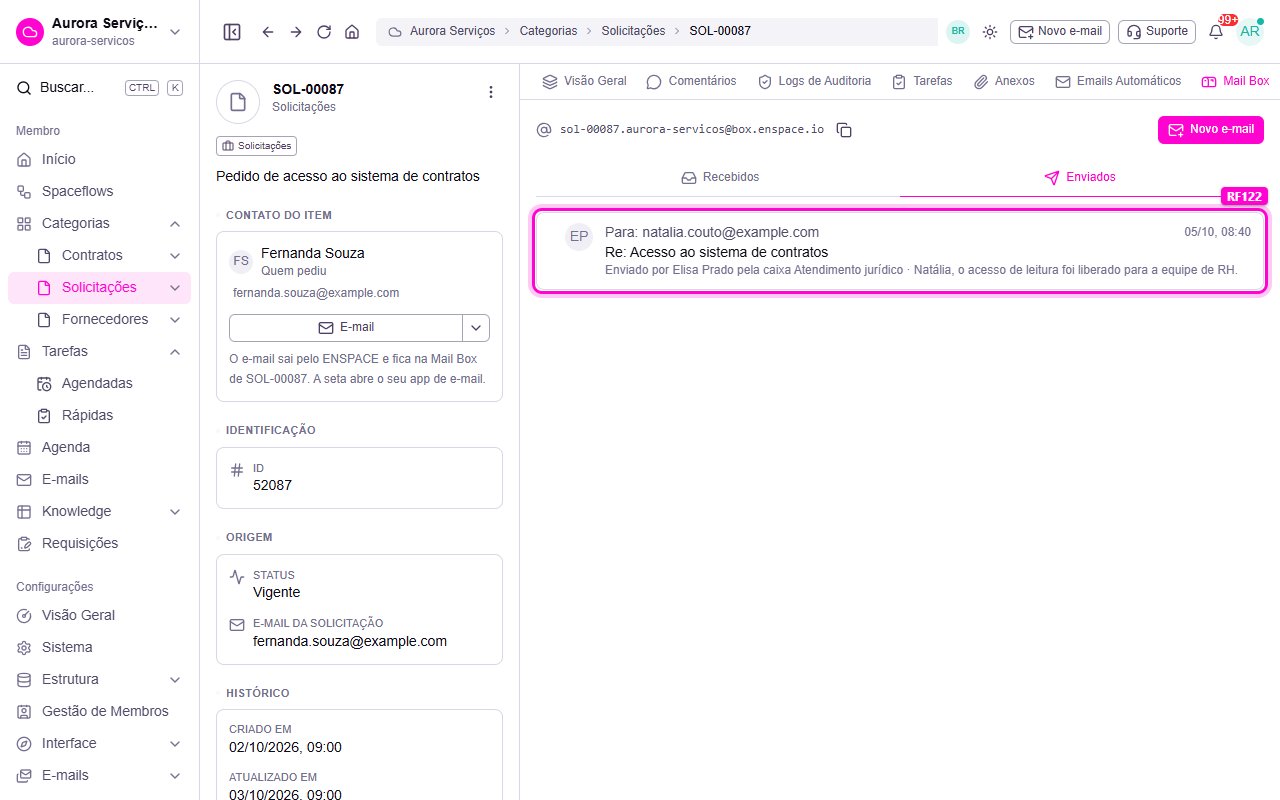 Aurora Serviç...
aurora-servicos
Aurora Serviços
Categorias
Solicitações
SOL-00087
BR
Novo e-mail
Suporte
99+
AR
Buscar...
CTRL
K
Membro
Início
Spaceflows
Categorias
Contratos
Solicitações
Fornecedores
Tarefas
Agendadas
Rápidas
Agenda
E-mails
Knowledge
Requisições
Configurações
Visão Geral
Sistema
Estrutura
Gestão de Membros
Interface
E-mails
SOL-00087
Solicitações
Solicitações
Pedido de acesso ao sistema de contratos
CONTATO DO ITEM
FS
Fernanda Souza
Quem pediu
fernanda.souza@example.com
E-mail
O e-mail sai pelo ENSPACE e fica na Mail Box
de SOL-00087. A seta abre o seu app de e-mail.
IDENTIFICAÇÃO
ID
52087
ORIGEM
STATUS
Vigente
E-MAIL DA SOLICITAÇÃO
fernanda.souza@example.com
HISTÓRICO
CRIADO EM
02/10/2026, 09:00
ATUALIZADO EM
03/10/2026, 09:00
Visão Geral
Comentários
Logs de Auditoria
Tarefas
Anexos
Emails Automáticos
Mail Box
sol-00087.aurora-servicos@box.enspace.io
Novo e-mail
Recebidos
Enviados
RF122
EP
Para: natalia.couto@example.com
05/10, 08:40
Re: Acesso ao sistema de contratos
Enviado por Elisa Prado pela caixa Atendimento jurídico · Natália, o acesso de leitura foi liberado para a equipe de RH.